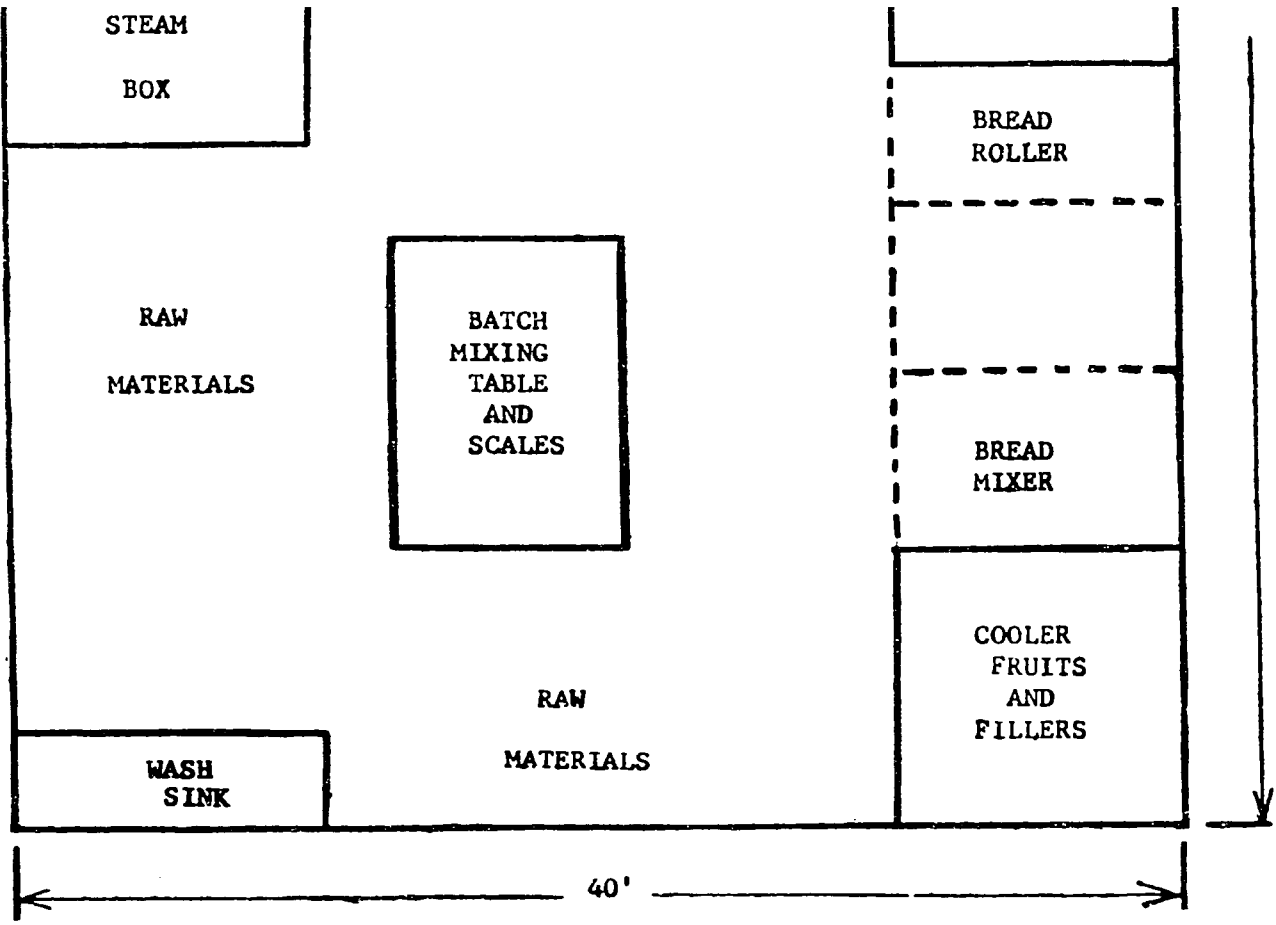 STEAM
BOX
BREAD
ROLLER
RAW
MATERIALS
BATCH
MIXING
TABLE
AND
SCALES
BREAD
MIXER
COOLER
FRUITS
AND
FILLERS
RAW
MATERIALS
WASH
SINK
40'